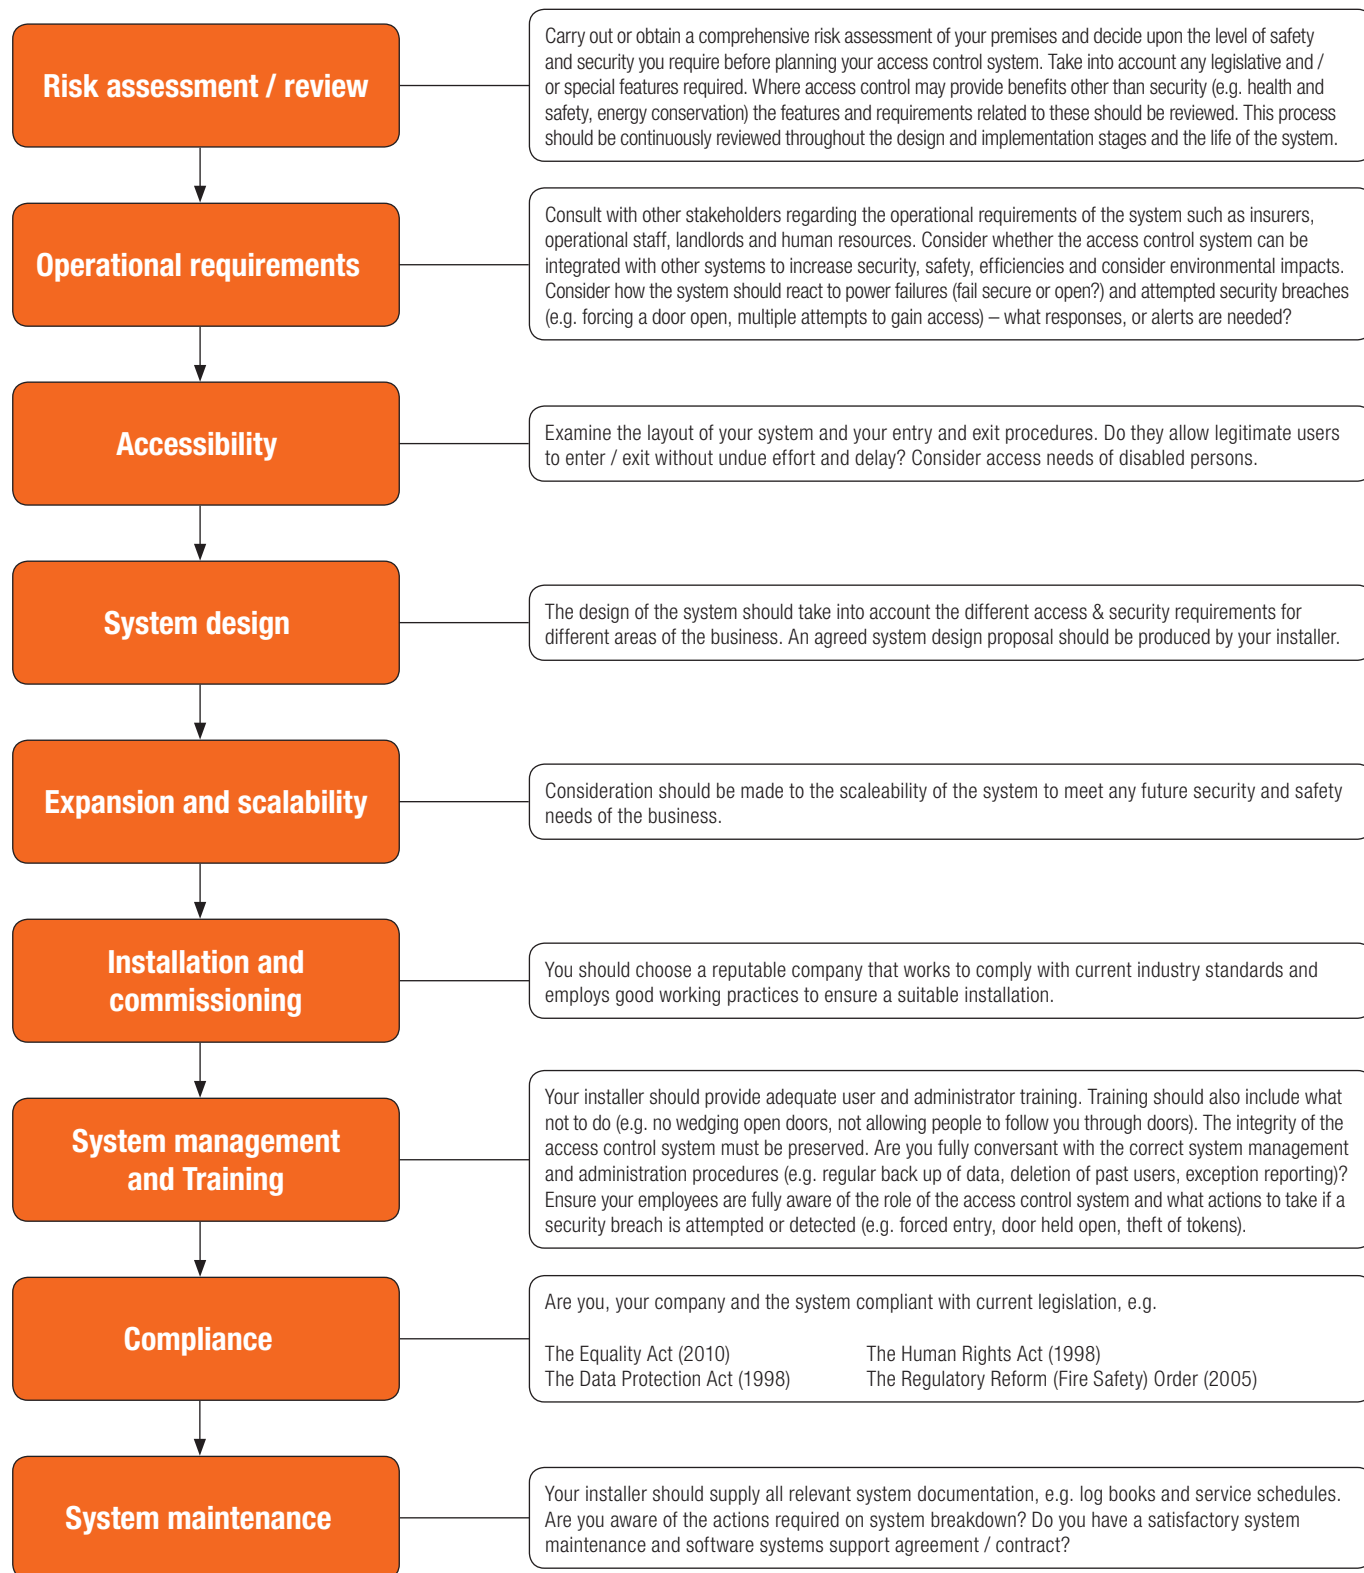 Risk assessment / review
Carry out or obtain a comprehensive risk assessment of your premises and decide upon the level of safety
and security you require before planning your access control system. Take into account any legislative and /
or special features required. Where access control may provide benefits other than security (e.g. health and
safety, energy conservation) the features and requirements related to these should be reviewed. This process
should be continuously reviewed throughout the design and implementation stages and the life of the system.
Operational requirements
Consult with other stakeholders regarding the operational requirements of the system such as insurers,
operational staff, landlords and human resources. Consider whether the access control system can be
integrated with other systems to increase security, safety, efficiencies and consider environmental impacts.
Consider how the system should react to power failures (fail secure or open?) and attempted security breaches
(e.g. forcing a door open, multiple attempts to gain access) – what responses, or alerts are needed?
Accessibility
Examine the layout of your system and your entry and exit procedures. Do they allow legitimate users
to enter / exit without undue effort and delay? Consider access needs of disabled persons.
System design
The design of the system should take into account the different access & security requirements for
different areas of the business. An agreed system design proposal should be produced by your installer.
Expansion and scalability
Consideration should be made to the scaleability of the system to meet any future security and safety
needs of the business.
Installation and
commissioning
You should choose a reputable company that works to comply with current industry standards and
employs good working practices to ensure a suitable installation.
System management
and Training
Your installer should provide adequate user and administrator training. Training should also include what
not to do (e.g. no wedging open doors, not allowing people to follow you through doors). The integrity of the
access control system must be preserved. Are you fully conversant with the correct system management
and administration procedures (e.g. regular back up of data, deletion of past users, exception reporting)?
Ensure your employees are fully aware of the role of the access control system and what actions to take if a
security breach is attempted or detected (e.g. forced entry, door held open, theft of tokens).
Compliance
Are you, your company and the system compliant with current legislation, e.g.
The Equality Act (2010) The Human Rights Act (1998)
The Data Protection Act (1998) The Regulatory Reform (Fire Safety) Order (2005)
System maintenance
Your installer should supply all relevant system documentation, e.g. log books and service schedules.
Are you aware of the actions required on system breakdown? Do you have a satisfactory system
maintenance and software systems support agreement / contract?